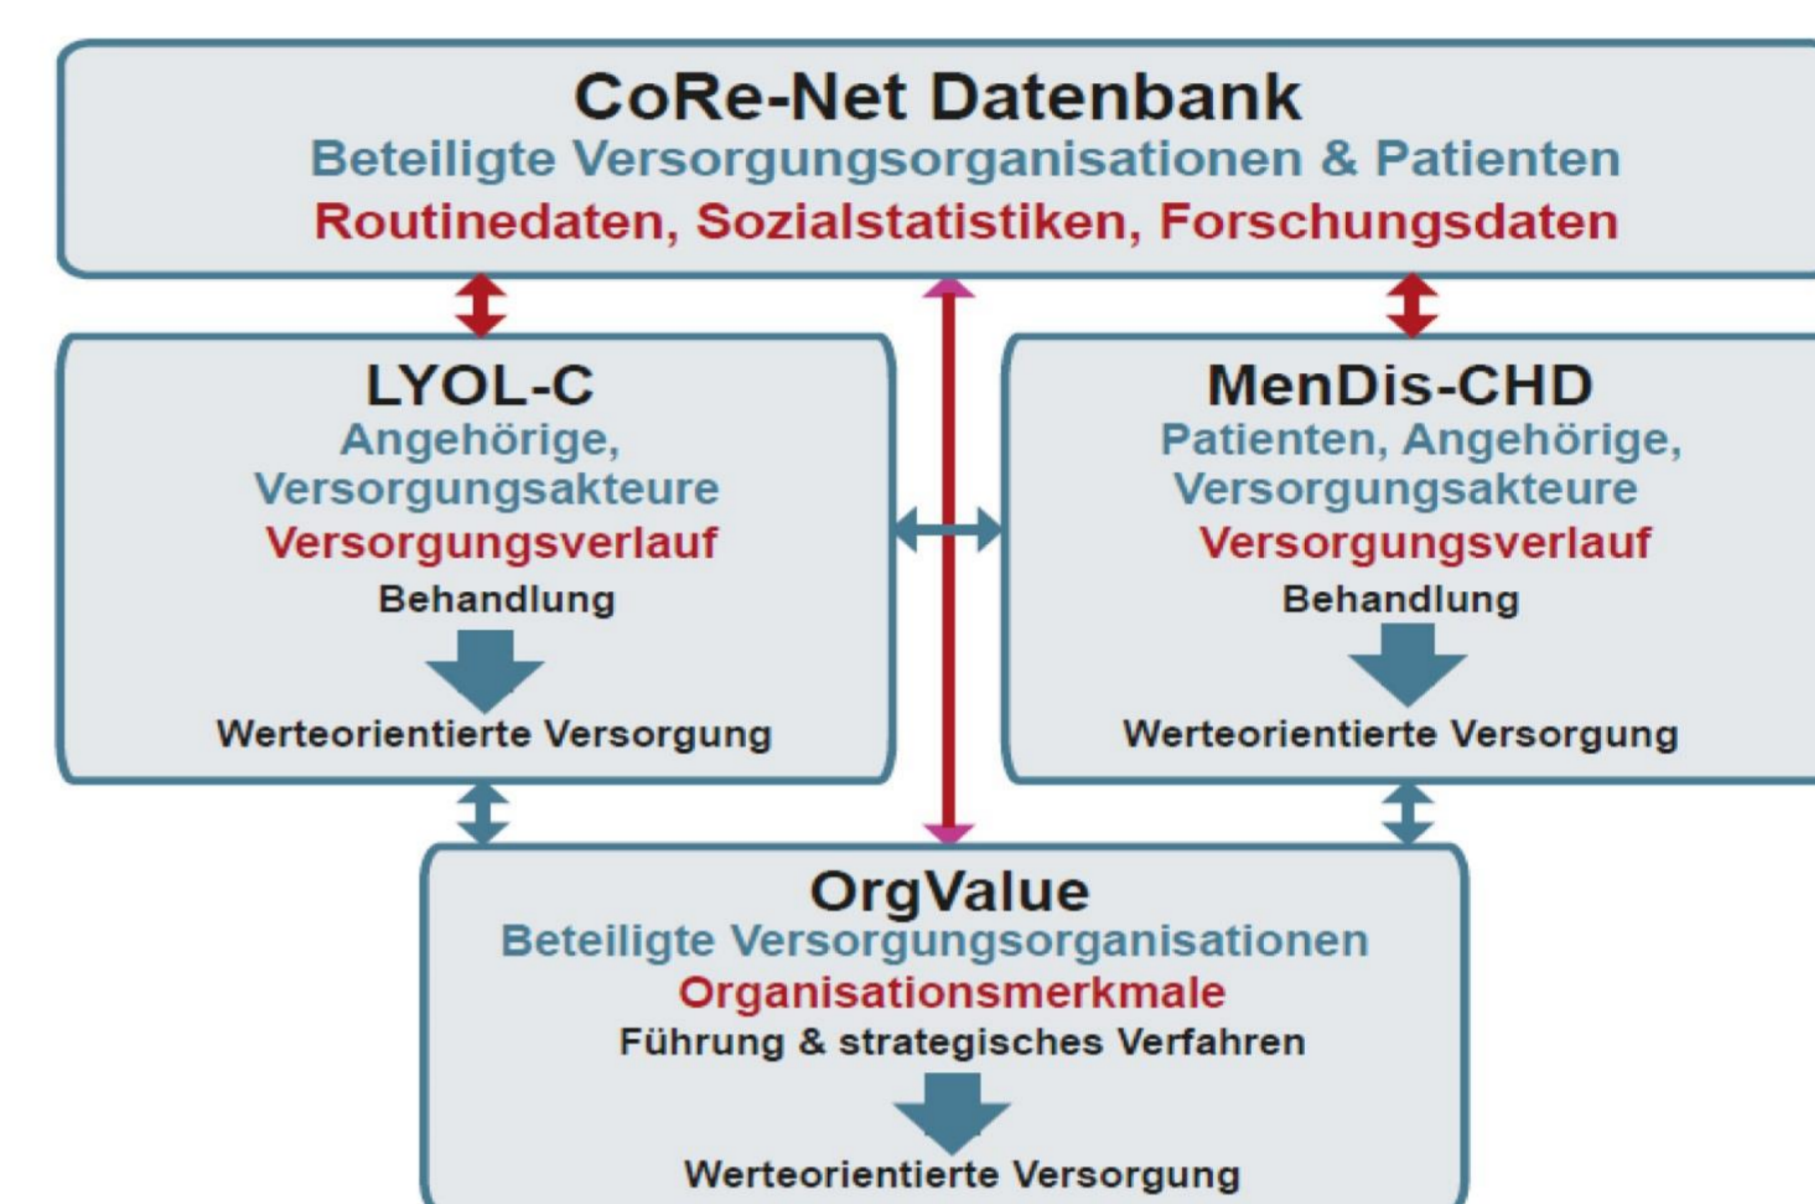 CoRe-Net Datenbank
Beteiligte Versorgungsorganisationen & Patienten
Routinedaten, Sozialstatistiken, Forschungsdaten
LYOL-C
Angehörige,
Versorgungsakteure
Versorgungsverlauf
Behandlung
Werteorientierte Versorgung
MenDis-CHD
Patienten, Angehörige,
Versorgungsakteure
Versorgungsverlauf
Behandlung
Werteorientierte Versorgung
OrgValue
Beteiligte Versorgungsorganisationen
Organisationsmerkmale
Führung & strategisches Verfahren
Werteorientierte Versorgung